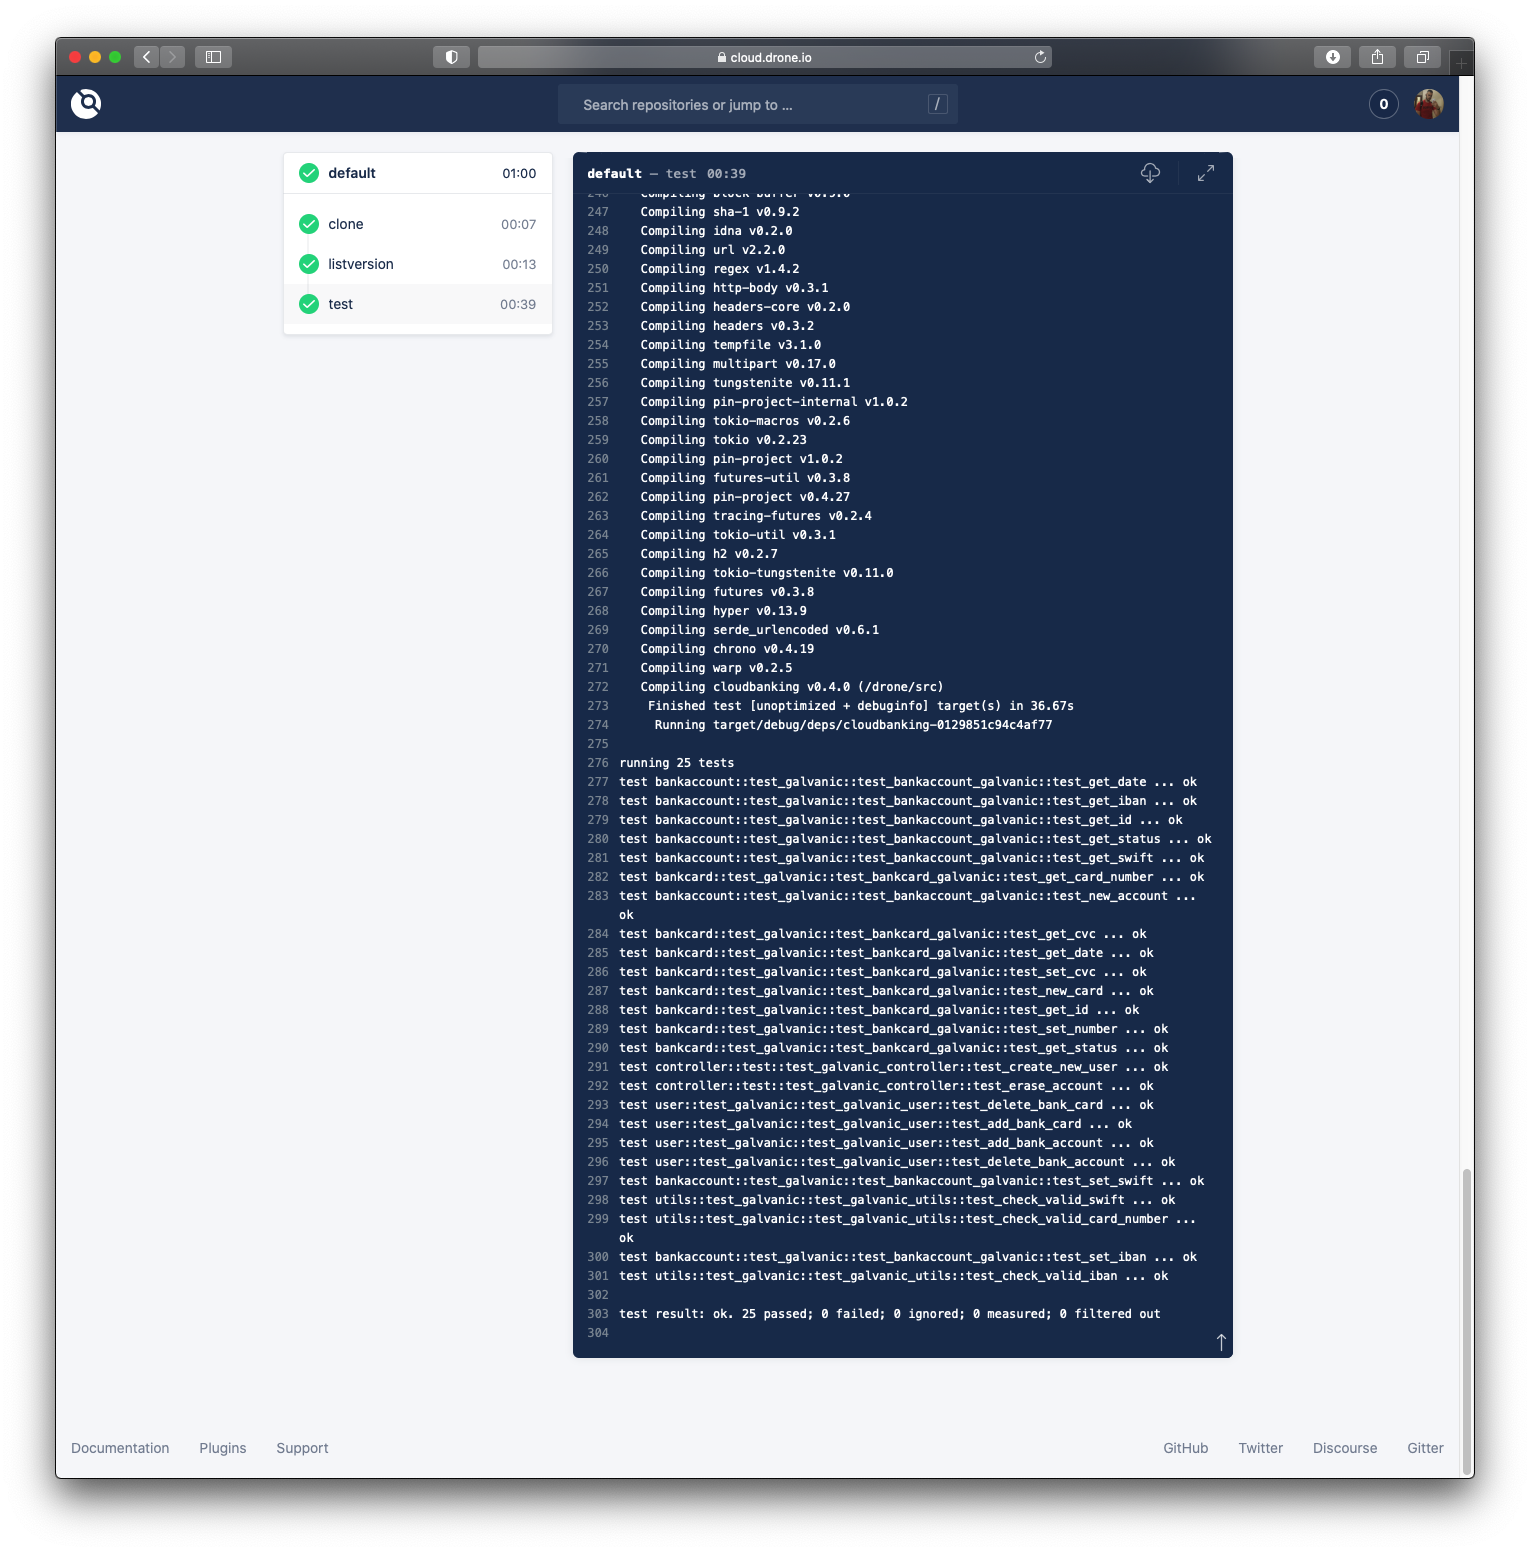 cloud.drone.io
Search repositories or jump to ...
/
0
default 01:00
clone 00:07
listversion 00:13
test 00:39
default — test 00:39
246 Compiling block-buffer v0.9.0
247 Compiling sha-1 v0.9.2
248 Compiling idna v0.2.0
249 Compiling url v2.2.0
250 Compiling regex v1.4.2
251 Compiling http-body v0.3.1
252 Compiling headers-core v0.2.0
253 Compiling headers v0.3.2
254 Compiling tempfile v3.1.0
255 Compiling multipart v0.17.0
256 Compiling tungstenite v0.11.1
257 Compiling pin-project-internal v1.0.2
258 Compiling tokio-macros v0.2.6
259 Compiling tokio v0.2.23
260 Compiling pin-project v1.0.2
261 Compiling futures-util v0.3.8
262 Compiling pin-project v0.4.27
263 Compiling tracing-futures v0.2.4
264 Compiling tokio-util v0.3.1
265 Compiling h2 v0.2.7
266 Compiling tokio-tungstenite v0.11.0
267 Compiling futures v0.3.8
268 Compiling hyper v0.13.9
269 Compiling serde_urlencoded v0.6.1
270 Compiling chrono v0.4.19
271 Compiling warp v0.2.5
272 Compiling cloudbanking v0.4.0 (/drone/src)
273 Finished test [unoptimized + debuginfo] target(s) in 36.67s
274 Running target/debug/deps/cloudbanking-0129851c94c4af77
275
276 running 25 tests
277 test bankaccount::test_galvanic::test_bankaccount_galvanic::test_get_date ... ok
278 test bankaccount::test_galvanic::test_bankaccount_galvanic::test_get_iban ... ok
279 test bankaccount::test_galvanic::test_bankaccount_galvanic::test_get_id ... ok
280 test bankaccount::test_galvanic::test_bankaccount_galvanic::test_get_status ... ok
281 test bankaccount::test_galvanic::test_bankaccount_galvanic::test_get_swift ... ok
282 test bankcard::test_galvanic::test_bankcard_galvanic::test_get_card_number ... ok
283 test bankaccount::test_galvanic::test_bankaccount_galvanic::test_new_account ...
ok
284 test bankcard::test_galvanic::test_bankcard_galvanic::test_get_cvc ... ok
285 test bankcard::test_galvanic::test_bankcard_galvanic::test_get_date ... ok
286 test bankcard::test_galvanic::test_bankcard_galvanic::test_set_cvc ... ok
287 test bankcard::test_galvanic::test_bankcard_galvanic::test_new_card ... ok
288 test bankcard::test_galvanic::test_bankcard_galvanic::test_get_id ... ok
289 test bankcard::test_galvanic::test_bankcard_galvanic::test_set_number ... ok
290 test bankcard::test_galvanic::test_bankcard_galvanic::test_get_status ... ok
291 test controller::test::test_galvanic_controller::test_create_new_user ... ok
292 test controller::test::test_galvanic_controller::test_erase_account ... ok
293 test user::test_galvanic::test_galvanic_user::test_delete_bank_card ... ok
294 test user::test_galvanic::test_galvanic_user::test_add_bank_card ... ok
295 test user::test_galvanic::test_galvanic_user::test_add_bank_account ... ok
296 test user::test_galvanic::test_galvanic_user::test_delete_bank_account ... ok
297 test bankaccount::test_galvanic::test_bankaccount_galvanic::test_set_swift ... ok
298 test utils::test_galvanic::test_galvanic_utils::test_check_valid_swift ... ok
299 test utils::test_galvanic::test_galvanic_utils::test_check_valid_card_number ...
ok
300 test bankaccount::test_galvanic::test_bankaccount_galvanic::test_set_iban ... ok
301 test utils::test_galvanic::test_galvanic_utils::test_check_valid_iban ... ok
302
303 test result: ok. 25 passed; 0 failed; 0 ignored; 0 measured; 0 filtered out
304
Documentation Plugins Support GitHub Twitter Discourse Gitter